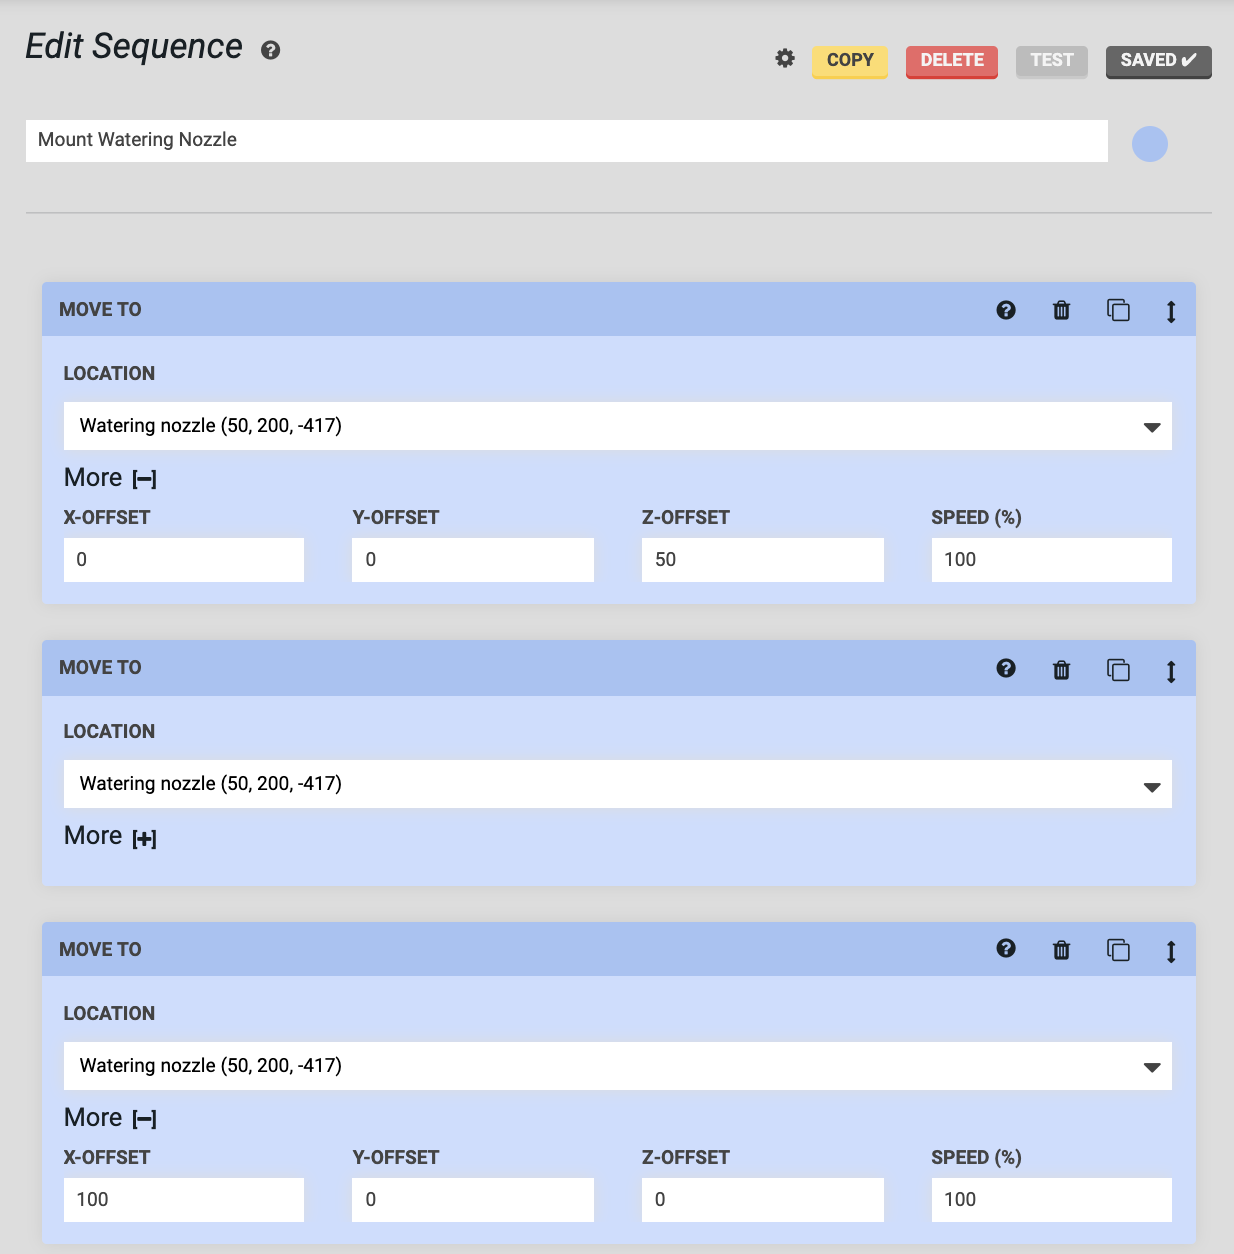 Edit Sequence
COPY DELETE TEST SAVED ✔
Mount Watering Nozzle
MOVE TO
LOCATION
Watering nozzle (50, 200, -417)
More [−]
X-OFFSET Y-OFFSET Z-OFFSET SPEED (%)
0 0 50 100
MOVE TO
LOCATION
Watering nozzle (50, 200, -417)
More [+]
MOVE TO
LOCATION
Watering nozzle (50, 200, -417)
More [−]
X-OFFSET Y-OFFSET Z-OFFSET SPEED (%)
100 0 0 100